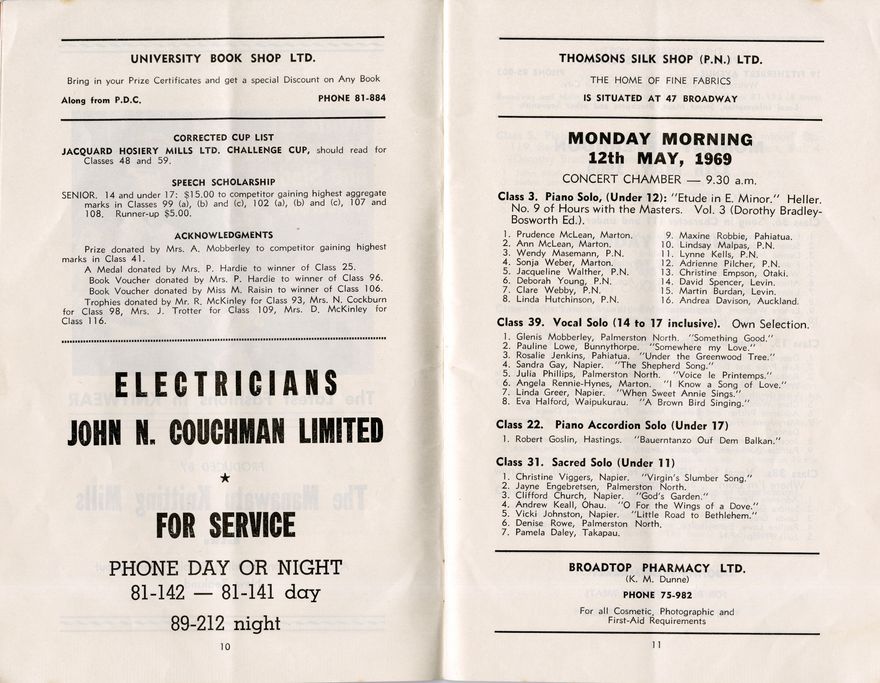 UNIVERSITY BOOK SHOP LTD.
Bring in your Prize Certificates and get a special Discount on Any Book
Along from P.D.C. PHONE 81-884
CORRECTED CUP LIST
JACQUARD HOSIERY MILLS LTD. CHALLENGE CUP, should read for
Classes 48 and 59.
SPEECH SCHOLARSHIP
SENIOR. 14 and under 17: $15.00 to competitor gaining highest aggregate
marks in Classes 99 (a), (b) and (c), 102 (a), (b) and (c), 107 and
108. Runner-up $5.00.
ACKNOWLEDGMENTS
Prize donated by Mrs. A. Mobberley to competitor gaining highest
marks in Class 41.
A Medal donated by Mrs. P. Hardie to winner of Class 25.
Book Voucher donated by Mrs. P. Hardie to winner of Class 96.
Book Voucher donated by Miss M. Raisin to winner of Class 106.
Trophies donated by Mr. R. McKinley for Class 93, Mrs. N. Cockburn
for Class 98, Mrs. J. Trotter for Class 109, Mrs. D. McKinley for
Class 116.
ELECTRICIANS
JOHN N. COUCHMAN LIMITED
FOR SERVICE
PHONE DAY OR NIGHT
81-142 — 81-141 day
89-212 night
10
THOMSONS SILK SHOP (P.N.) LTD.
THE HOME OF FINE FABRICS
IS SITUATED AT 47 BROADWAY
MONDAY MORNING
12th MAY, 1969
CONCERT CHAMBER — 9.30 a.m.
Class 3. Piano Solo, (Under 12): "Etude in E. Minor." Heller.
No. 9 of Hours with the Masters. Vol. 3 (Dorothy Bradley-
Bosworth Ed.).
1. Prudence McLean, Marton.
2. Ann McLean, Marton.
3. Wendy Masemann, P.N.
4. Sonja Weber, Marton.
5. Jacqueline Walther, P.N.
6. Deborah Young, P.N.
7. Clare Webby, P.N.
8. Linda Hutchinson, P.N.
9. Maxine Robbie, Pahiatua.
10. Lindsay Malpas, P.N.
11. Lynne Kells, P.N.
12. Adrienne Pilcher, P.N.
13. Christine Empson, Otaki.
14. David Spencer, Levin.
15. Martin Burdan, Levin.
16. Andrea Davison, Auckland.
Class 39. Vocal Solo (14 to 17 inclusive). Own Selection.
1. Glenis Mobberley, Palmerston North. "Something Good."
2. Pauline Lowe, Bunnythorpe. "Somewhere my Love."
3. Rosalie Jenkins, Pahiatua. "Under the Greenwood Tree."
4. Sandra Gay, Napier. "The Shepherd Song."
5. Julia Phillips, Palmerston North. "Voice le Printemps."
6. Angela Rennie-Hynes, Marton. "I Know a Song of Love."
7. Linda Greer, Napier. "When Sweet Annie Sings."
8. Eva Halford, Waipukurau. "A Brown Bird Singing."
Class 22. Piano Accordion Solo (Under 17)
1. Robert Goslin, Hastings. "Bauerntanzo Ouf Dem Balkan."
Class 31. Sacred Solo (Under 11)
1. Christine Viggers, Napier. "Virgin's Slumber Song."
2. Jayne Engebretsen, Palmerston North.
3. Clifford Church, Napier. "God's Garden."
4. Andrew Keall, Ohau. "O For the Wings of a Dove."
5. Vicki Johnston, Napier. "Little Road to Bethlehem."
6. Denise Rowe, Palmerston North.
7. Pamela Daley, Takapau.
BROADTOP PHARMACY LTD.
(K. M. Dunne)
PHONE 75-982
For all Cosmetic, Photographic and
First-Aid Requirements
11